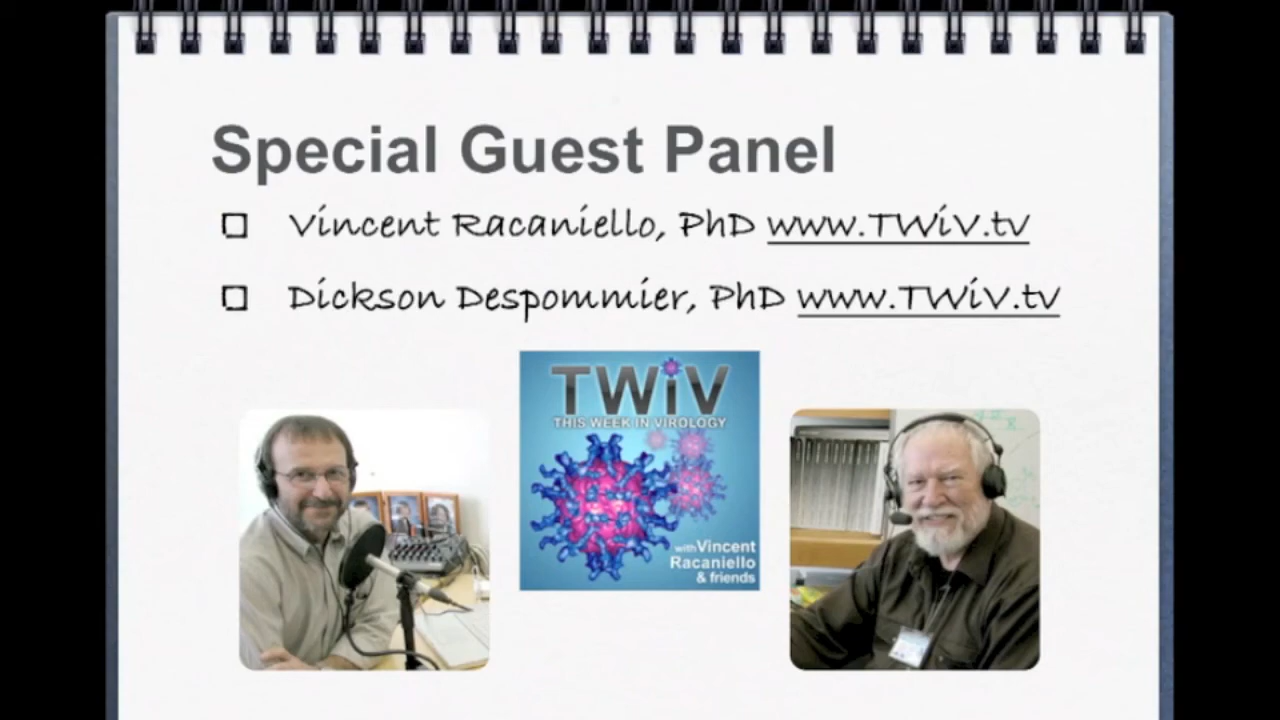 Special Guest Panel
Vincent Racaniello, PhD www.TWiV.tv
Dickson Despommier, PhD www.TWiV.tv
TWiV
THIS WEEK IN VIROLOGY
with Vincent
Racaniello
& friends